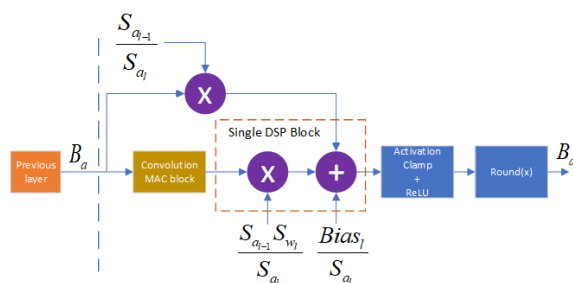 S_{a_{l-1}}
S_{a_l}
X
Single DSP Block
Previous
layer
B_a
Convolution
MAC block
X
+
Activation
Clamp
+
ReLU
Round(x)
B_a
S_{a_{l-1}} S_{w_l}
S_{a_l}
Bias_l
S_{a_l}